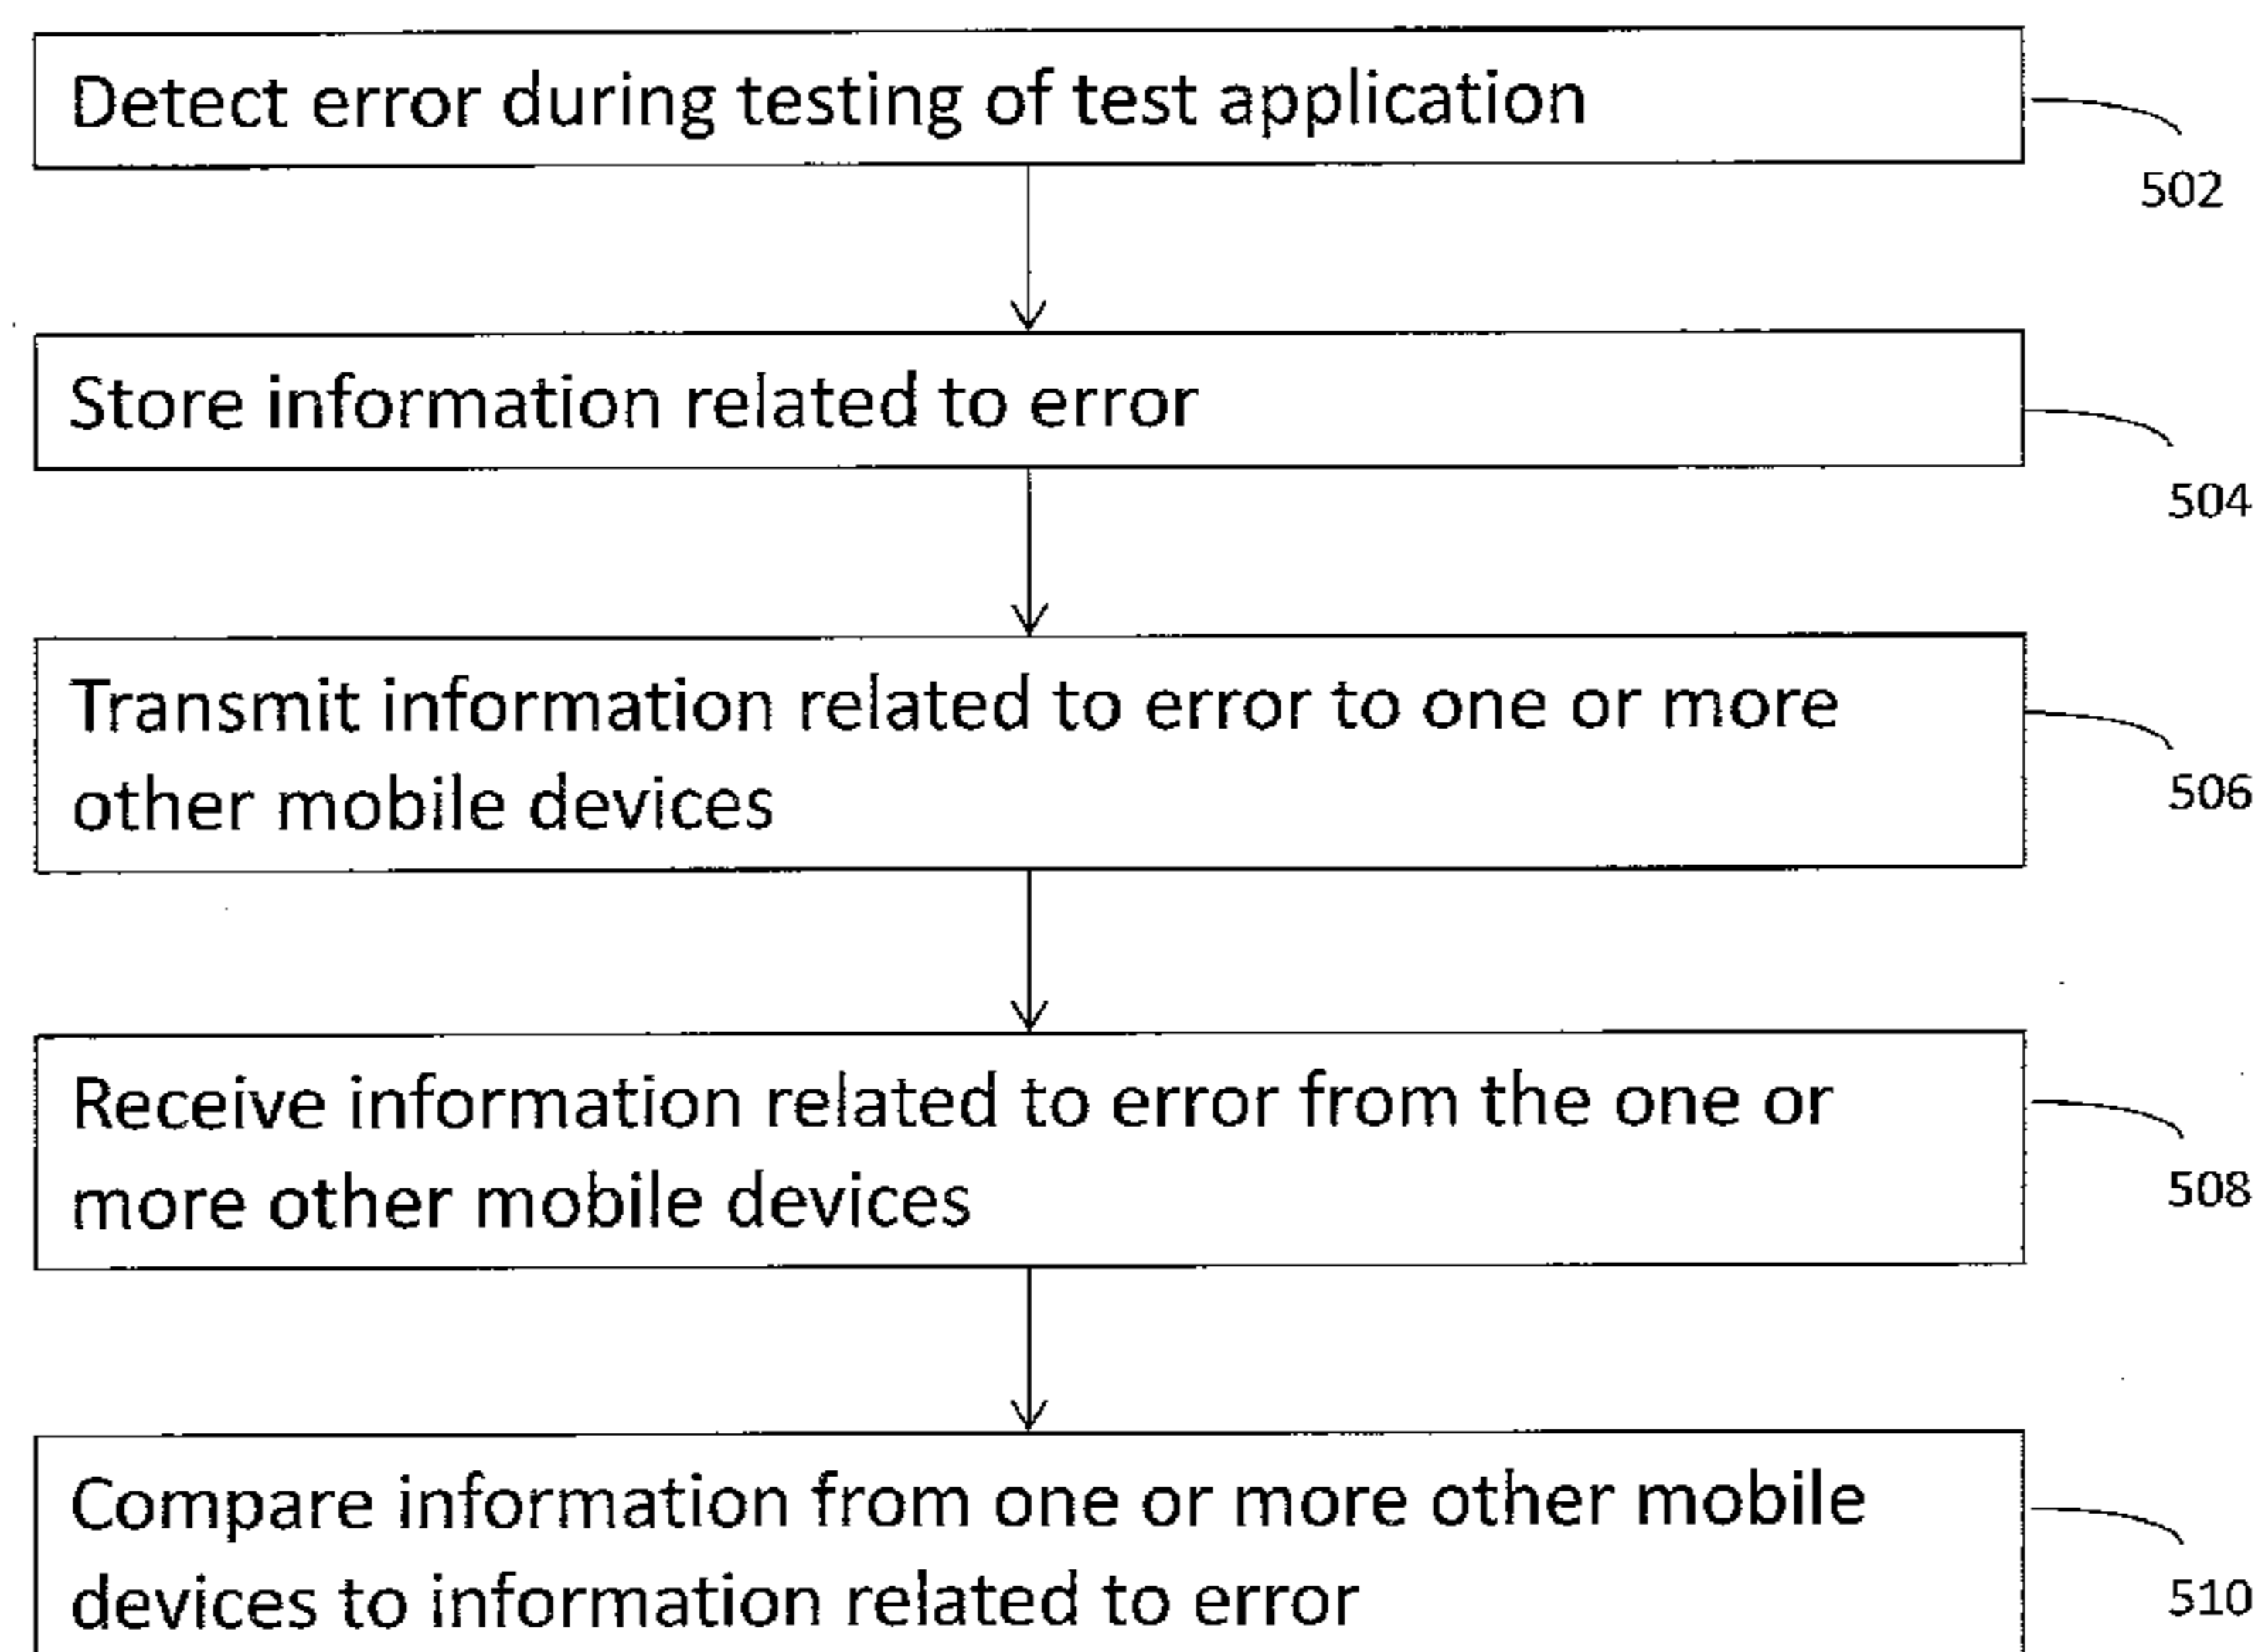 Detect error during testing of test application
502
Store information related to error
504
Transmit information related to error to one or more
other mobile devices
506
Receive information related to error from the one or
more other mobile devices
508
Compare information from one or more other mobile
devices to information related to error
510